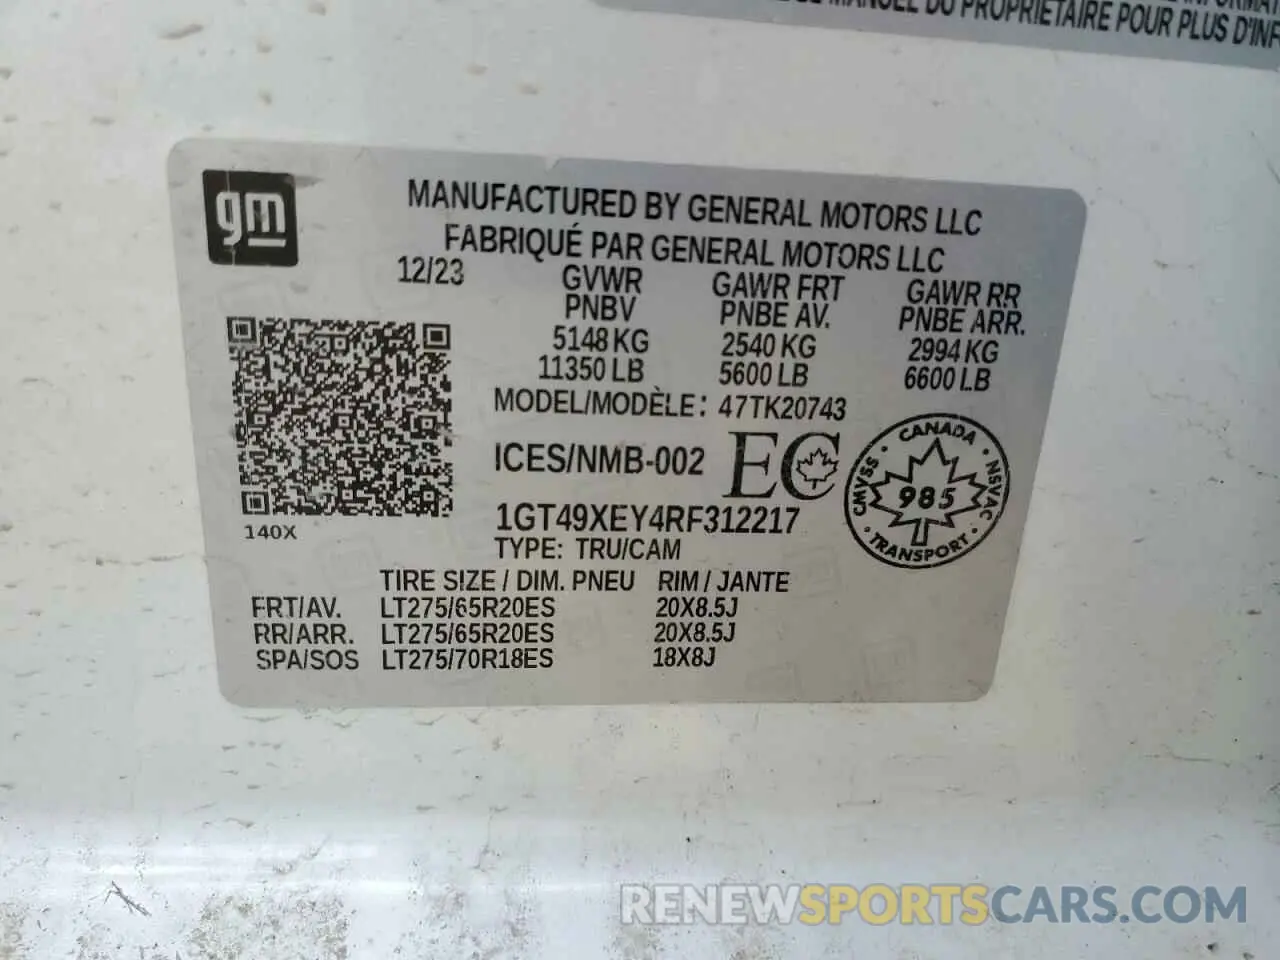 MANUEL DU PROPRIÉTAIRE POUR PLUS D'INF
gm
MANUFACTURED BY GENERAL MOTORS LLC
FABRIQUÉ PAR GENERAL MOTORS LLC
12/23 GVWR GAWR FRT GAWR RR
PNBV PNBE AV. PNBE ARR.
5148 KG 2540 KG 2994 KG
11350 LB 5600 LB 6600 LB
MODEL/MODÈLE: 47TK20743
ICES/NMB-002 EC
CANADA
CMVSS 985 NSVAC
TRANSPORT
140X
1GT49XEY4RF312217
TYPE: TRU/CAM
TIRE SIZE / DIM. PNEU RIM / JANTE
FRT/AV. LT275/65R20ES 20X8.5J
RR/ARR. LT275/65R20ES 20X8.5J
SPA/SOS LT275/70R18ES 18X8J
RENEWSPORTSCARS.COM